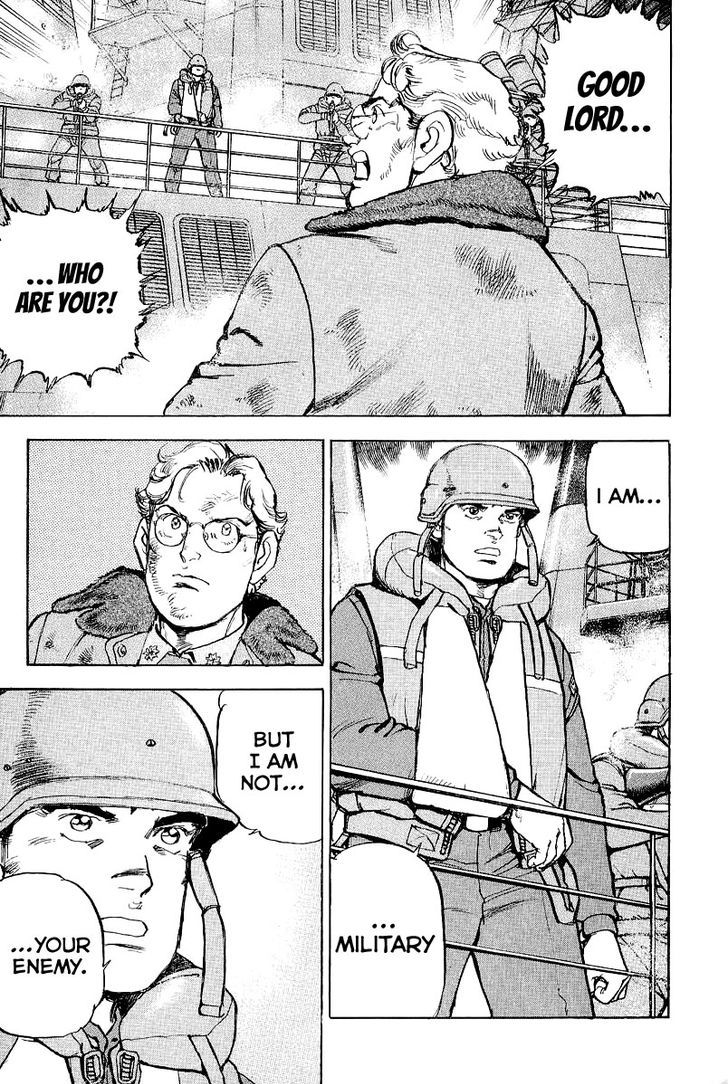 GOOD
LORD...
...WHO
ARE YOU?!
I AM...
...
MILITARY
BUT
I AM
NOT...
...YOUR
ENEMY.